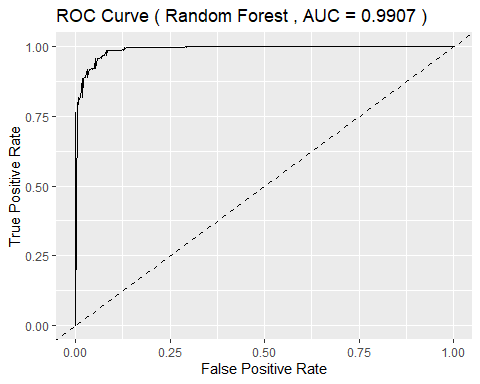 ROC Curve ( Random Forest , AUC = 0.9907 )
1.00
0.75
0.50
0.25
0.00
True Positive Rate
0.00 0.25 0.50 0.75 1.00
False Positive Rate